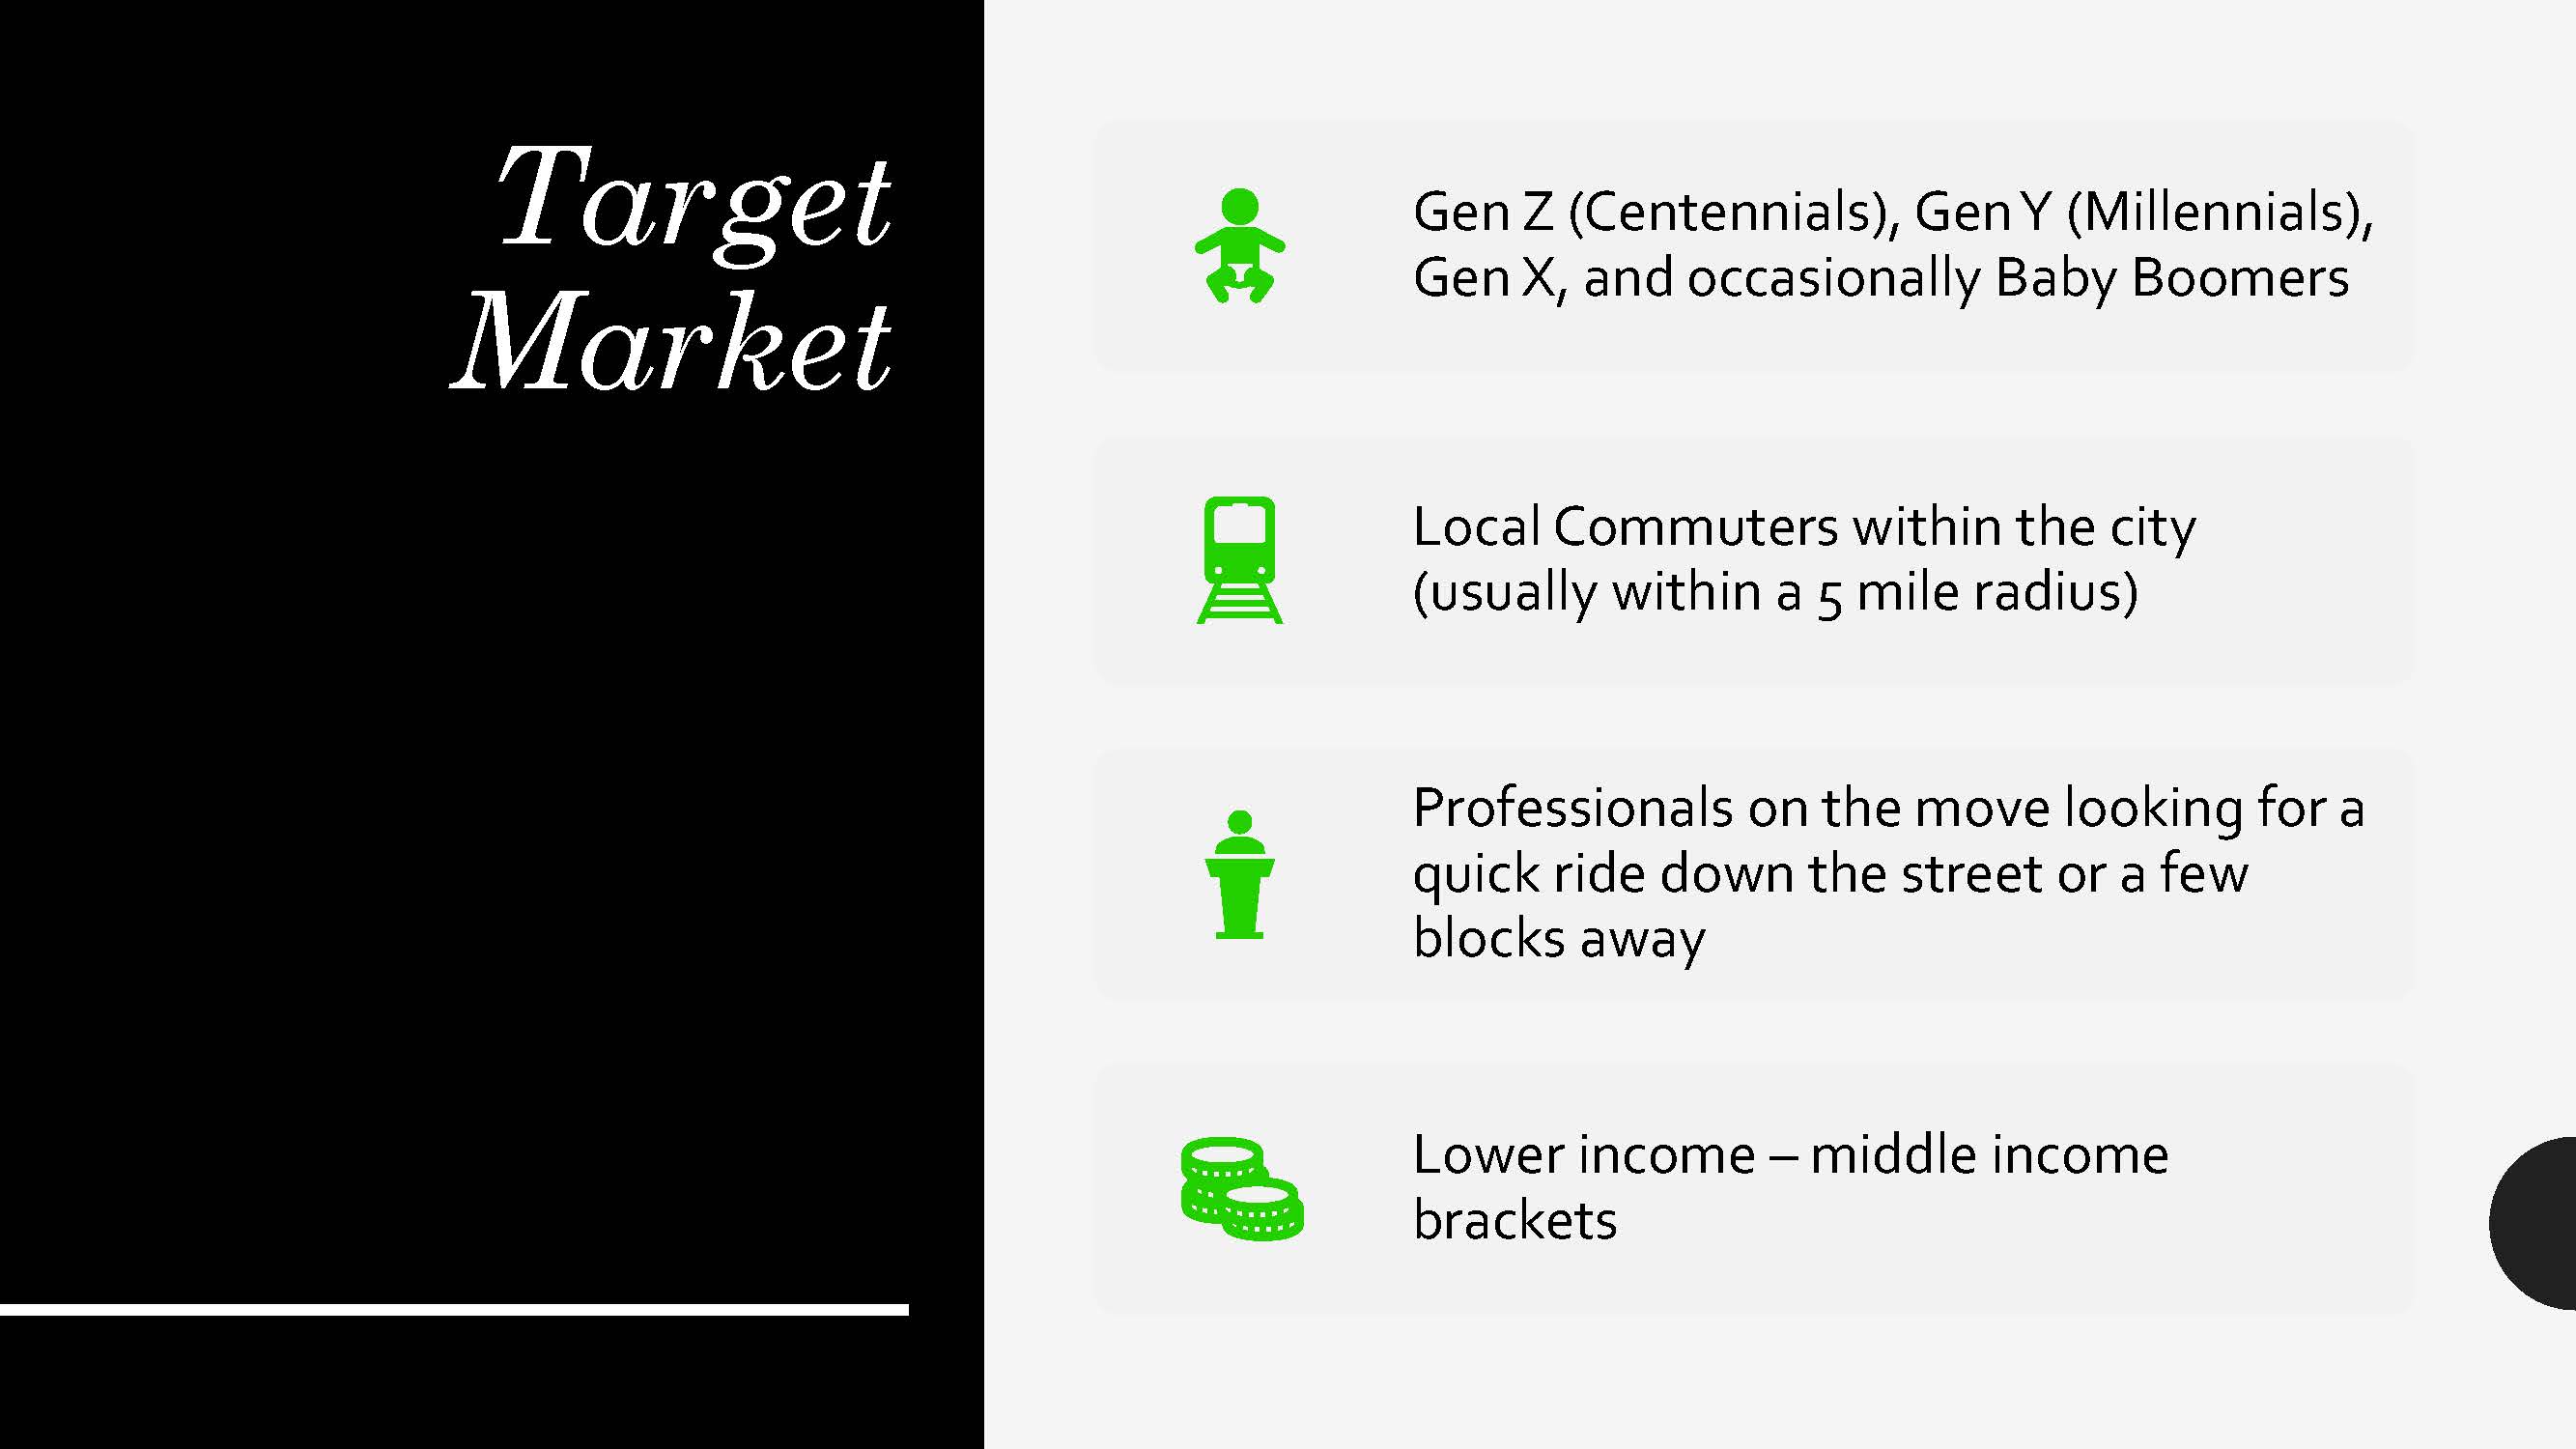 Target
Market
Gen Z (Centennials), Gen Y (Millennials),
Gen X, and occasionally Baby Boomers
Local Commuters within the city
(usually within a 5 mile radius)
Professionals on the move looking for a
quick ride down the street or a few
blocks away
Lower income – middle income
brackets